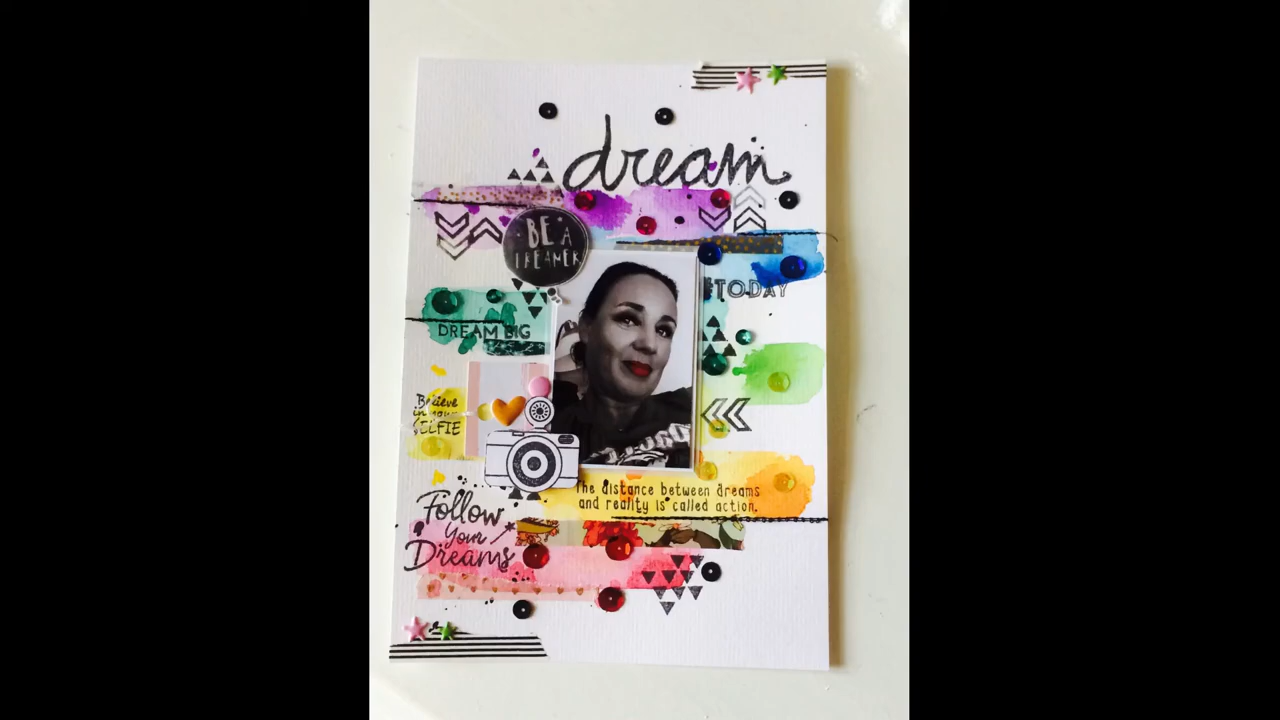 dream
BE A
DREAMER
#TODAY
DREAM BIG
Believe
in your
SELFIE
The distance between dreams
and reality is called action.
Follow
Your
Dreams